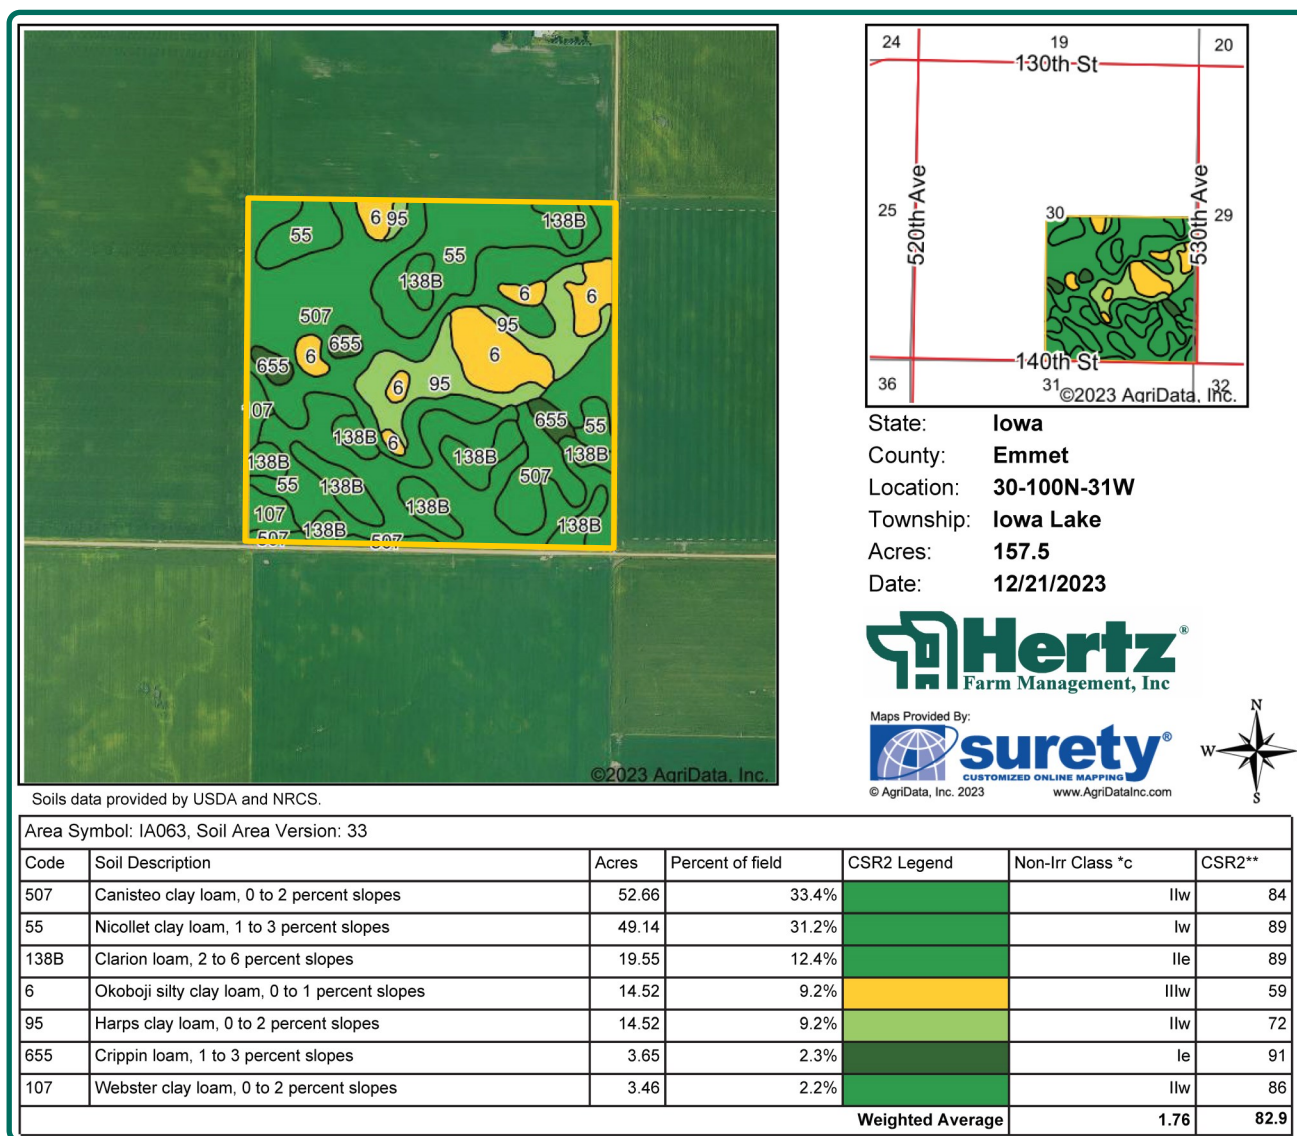 55
6 95
138B
55
138B
6
6
507
95
655
6
6
655
6
95
107
655
55
138B
6
138B
138B
138B
55
138B
507
107
138B
138B
138B
507
507
©2023 AgriData, Inc.
24
19
20
130th St
25
520th Ave
30
530th Ave
29
140th St
36
31
32
©2023 AgriData, Inc.
State: Iowa
County: Emmet
Location: 30-100N-31W
Township: Iowa Lake
Acres: 157.5
Date: 12/21/2023
Hertz®
Farm Management, Inc
Maps Provided By:
surety®
CUSTOMIZED ONLINE MAPPING
© AgriData, Inc. 2023 www.AgriDataInc.com
N
W
E
S
Soils data provided by USDA and NRCS.
Area Symbol: IA063, Soil Area Version: 33
Code Soil Description Acres Percent of field CSR2 Legend Non-Irr Class *c CSR2**
507 Canisteo clay loam, 0 to 2 percent slopes 52.66 33.4% IIw 84
55 Nicollet clay loam, 1 to 3 percent slopes 49.14 31.2% Iw 89
138B Clarion loam, 2 to 6 percent slopes 19.55 12.4% IIe 89
6 Okoboji silty clay loam, 0 to 1 percent slopes 14.52 9.2% IIIw 59
95 Harps clay loam, 0 to 2 percent slopes 14.52 9.2% IIw 72
655 Crippin loam, 1 to 3 percent slopes 3.65 2.3% Ie 91
107 Webster clay loam, 0 to 2 percent slopes 3.46 2.2% IIw 86
Weighted Average 1.76 82.9